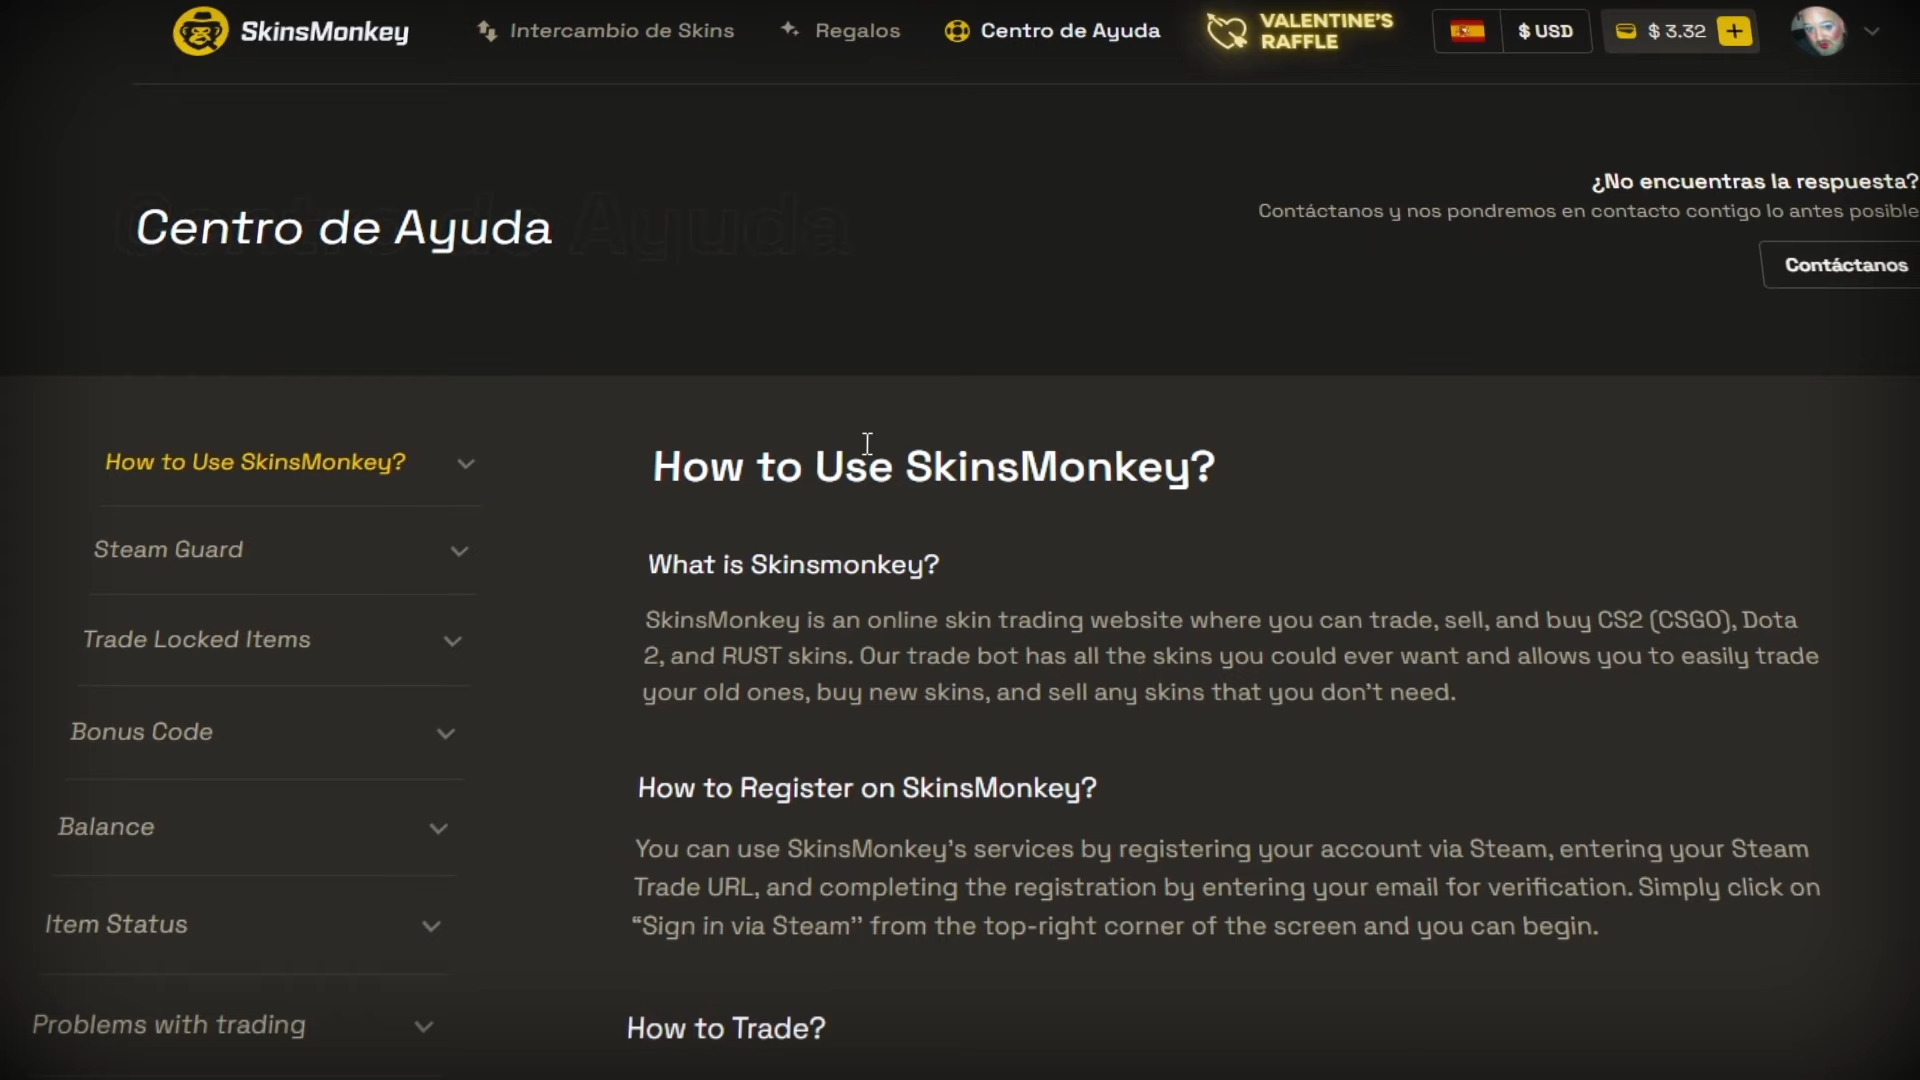 SkinsMonkey
Intercambio de Skins
Regalos
Centro de Ayuda
VALENTINE'S
RAFFLE
$ USD
$ 3.32
Centro de Ayuda
Centro de Ayuda
¿No encuentras la respuesta?
Contáctanos y nos pondremos en contacto contigo lo antes posible
Contáctanos
How to Use SkinsMonkey?
Steam Guard
Trade Locked Items
Bonus Code
Balance
Item Status
Problems with trading
How to Use SkinsMonkey?
What is Skinsmonkey?
SkinsMonkey is an online skin trading website where you can trade, sell, and buy CS2 (CSGO), Dota
2, and RUST skins. Our trade bot has all the skins you could ever want and allows you to easily trade
your old ones, buy new skins, and sell any skins that you don't need.
How to Register on SkinsMonkey?
You can use SkinsMonkey's services by registering your account via Steam, entering your Steam
Trade URL, and completing the registration by entering your email for verification. Simply click on
“Sign in via Steam’’ from the top-right corner of the screen and you can begin.
How to Trade?